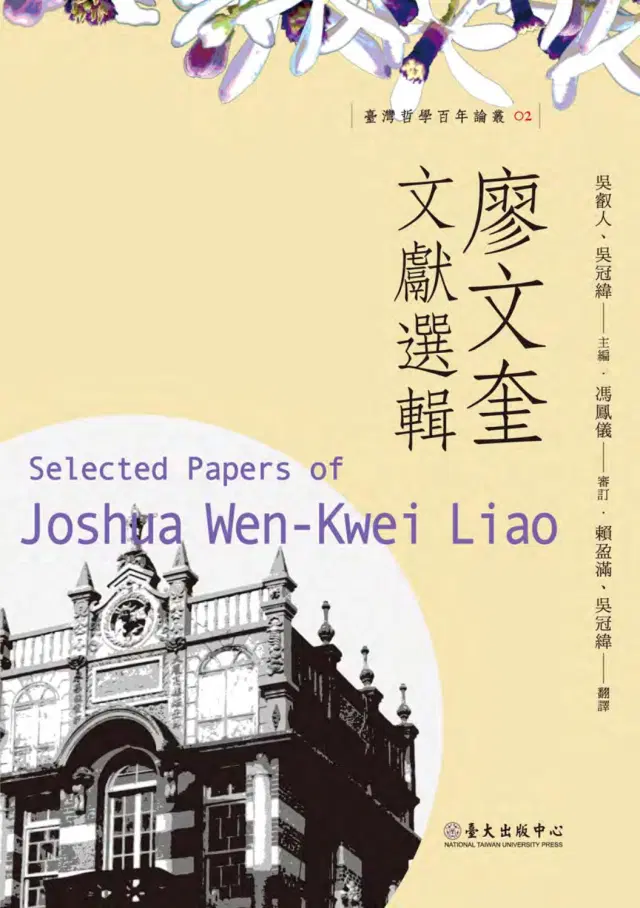 臺灣哲學百年論叢 02
廖文奎
文獻選輯
吳叡人、吳冠緯——主編．馮鳳儀——審訂．賴盈滿、吳冠緯——翻譯
Selected Papers of
Joshua Wen-Kwei Liao
臺大出版中心
NATIONAL TAIWAN UNIVERSITY PRESS